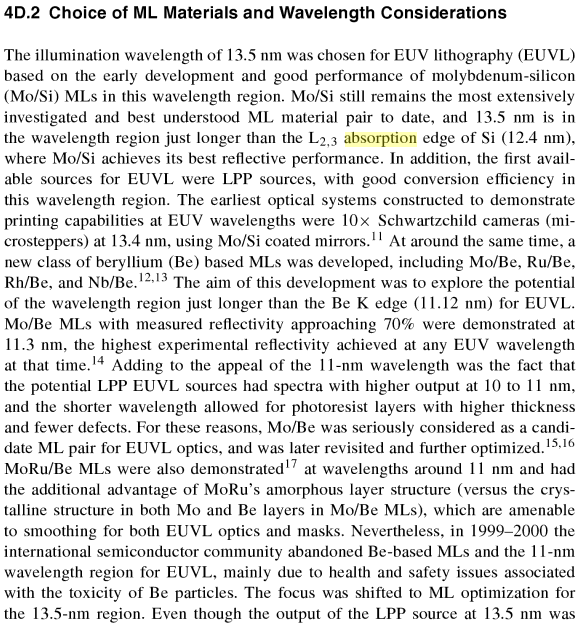 4D.2 Choice of ML Materials and Wavelength Considerations
The illumination wavelength of 13.5 nm was chosen for EUV lithography (EUVL)
based on the early development and good performance of molybdenum-silicon
(Mo/Si) MLs in this wavelength region. Mo/Si still remains the most extensively
investigated and best understood ML material pair to date, and 13.5 nm is in
the wavelength region just longer than the L2,3 absorption edge of Si (12.4 nm),
where Mo/Si achieves its best reflective performance. In addition, the first avail-
able sources for EUVL were LPP sources, with good conversion efficiency in
this wavelength region. The earliest optical systems constructed to demonstrate
printing capabilities at EUV wavelengths were 10× Schwartzchild cameras (mi-
crosteppers) at 13.4 nm, using Mo/Si coated mirrors.11 At around the same time, a
new class of beryllium (Be) based MLs was developed, including Mo/Be, Ru/Be,
Rh/Be, and Nb/Be.12,13 The aim of this development was to explore the potential
of the wavelength region just longer than the Be K edge (11.12 nm) for EUVL.
Mo/Be MLs with measured reflectivity approaching 70% were demonstrated at
11.3 nm, the highest experimental reflectivity achieved at any EUV wavelength
at that time.14 Adding to the appeal of the 11-nm wavelength was the fact that
the potential LPP EUVL sources had spectra with higher output at 10 to 11 nm,
and the shorter wavelength allowed for photoresist layers with higher thickness
and fewer defects. For these reasons, Mo/Be was seriously considered as a candi-
date ML pair for EUVL optics, and was later revisited and further optimized.15,16
MoRu/Be MLs were also demonstrated17 at wavelengths around 11 nm and had
the additional advantage of MoRu's amorphous layer structure (versus the crys-
talline structure in both Mo and Be layers in Mo/Be MLs), which are amenable
to smoothing for both EUVL optics and masks. Nevertheless, in 1999–2000 the
international semiconductor community abandoned Be-based MLs and the 11-nm
wavelength region for EUVL, mainly due to health and safety issues associated
with the toxicity of Be particles. The focus was shifted to ML optimization for
the 13.5-nm region. Even though the output of the LPP source at 13.5 nm was